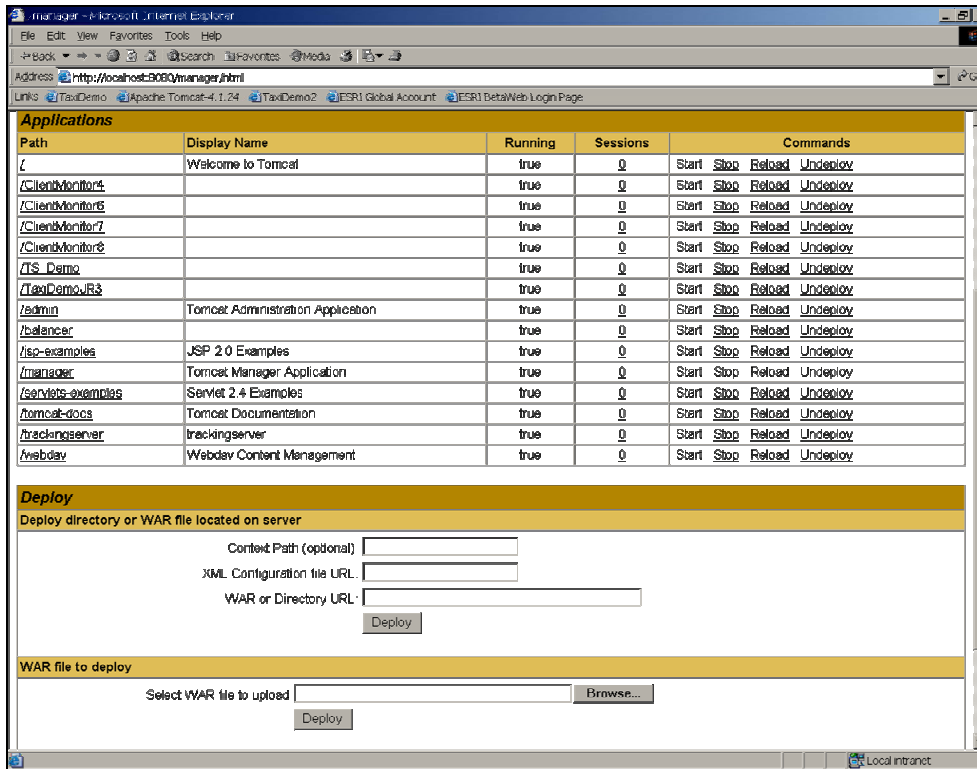 /manager - Microsoft Internet Explorer
File Edit View Favorites Tools Help
Back Search Favorites Media
Address http://localhost:8080/manager/html
Links TaxiDemo Apache Tomcat-4.1.24 TaxiDemo2 ESRI Global Account ESRI BetaWeb Login Page
Applications
Path Display Name Running Sessions Commands
/ Welcome to Tomcat true 0 Start Stop Reload Undeploy
/ClientMonitor4 true 0 Start Stop Reload Undeploy
/ClientMonitor6 true 0 Start Stop Reload Undeploy
/ClientMonitor7 true 0 Start Stop Reload Undeploy
/ClientMonitor8 true 0 Start Stop Reload Undeploy
/TS_Demo true 0 Start Stop Reload Undeploy
/TaxiDemoJR3 true 0 Start Stop Reload Undeploy
/admin Tomcat Administration Application true 0 Start Stop Reload Undeploy
/balancer true 0 Start Stop Reload Undeploy
/jsp-examples JSP 2.0 Examples true 0 Start Stop Reload Undeploy
/manager Tomcat Manager Application true 0 Start Stop Reload Undeploy
/servlets-examples Servlet 2.4 Examples true 0 Start Stop Reload Undeploy
/tomcat-docs Tomcat Documentation true 0 Start Stop Reload Undeploy
/trackingserver trackingserver true 0 Start Stop Reload Undeploy
/webdav Webdav Content Management true 0 Start Stop Reload Undeploy
Deploy
Deploy directory or WAR file located on server
Context Path (optional)
XML Configuration file URL:
WAR or Directory URL:
Deploy
WAR file to deploy
Select WAR file to upload Browse...
Deploy
Local intranet